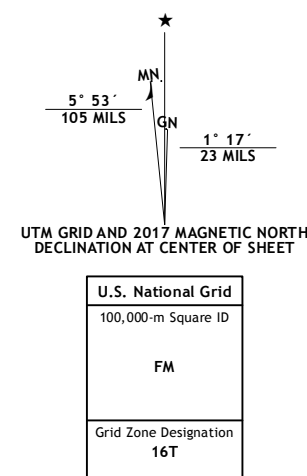 MN.
5° 53´
105 MILS
GN
1° 17´
23 MILS
UTM GRID AND 2017 MAGNETIC NORTH
DECLINATION AT CENTER OF SHEET
U.S. National Grid
100,000-m Square ID
FM
Grid Zone Designation
16T